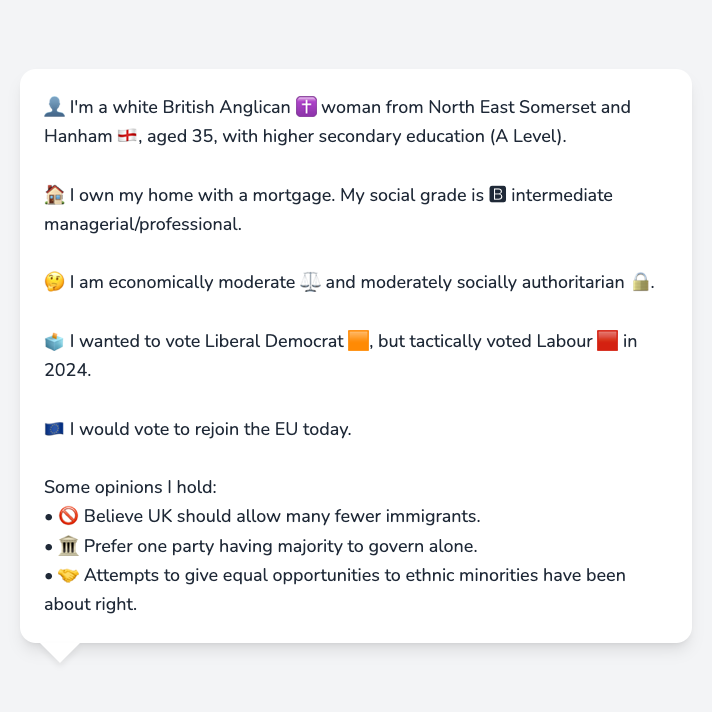 👤 I'm a white British Anglican ✝️ woman from North East Somerset and
Hanham 🏴󠁧󠁢󠁥󠁮󠁧󠁿, aged 35, with higher secondary education (A Level).
🏠 I own my home with a mortgage. My social grade is 🅱 intermediate
managerial/professional.
🤔 I am economically moderate ⚖️ and moderately socially authoritarian 🔒.
🗳️ I wanted to vote Liberal Democrat 🟧, but tactically voted Labour 🟥 in
2024.
🇪🇺 I would vote to rejoin the EU today.
Some opinions I hold:
• 🚫 Believe UK should allow many fewer immigrants.
• 🏛️ Prefer one party having majority to govern alone.
• 🤝 Attempts to give equal opportunities to ethnic minorities have been
about right.